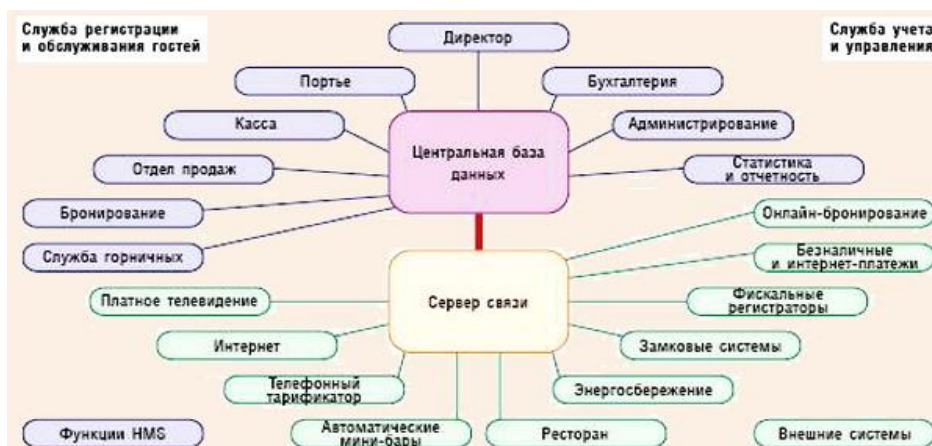 Служба регистрации
и обслуживания гостей
Директор
Служба учета
и управления
Портье
Бухгалтерия
Касса
Администрирование
Центральная база
данных
Отдел продаж
Статистика
и отчетность
Бронирование
Онлайн-бронирование
Служба горничных
Безналичные
и интернет-платежи
Платное телевидение
Сервер связи
Фискальные
регистраторы
Интернет
Замковые системы
Телефонный
тарификатор
Энергосбережение
Функции HMS
Автоматические
мини-бары
Ресторан
Внешние системы